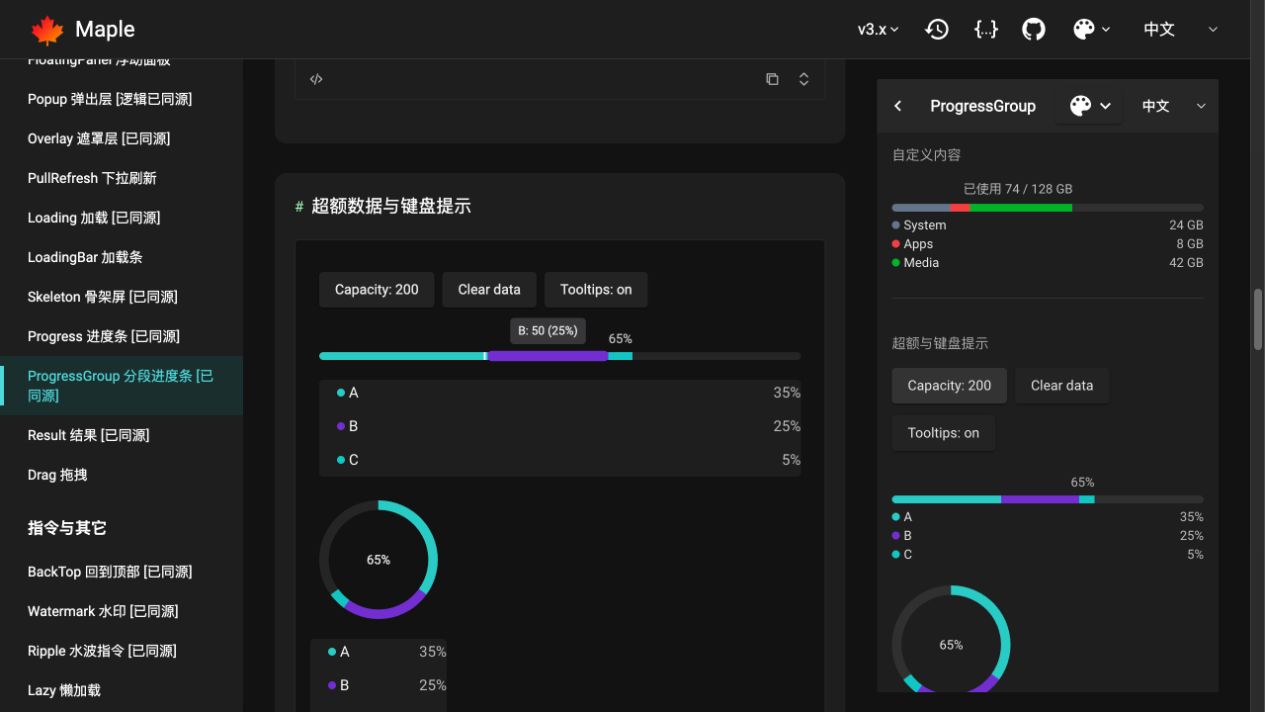 Maple
v3.x
{...}
中文
FloatingPanel 浮动面板
Popup 弹出层 [逻辑已同源]
Overlay 遮罩层 [已同源]
PullRefresh 下拉刷新
Loading 加载 [已同源]
LoadingBar 加载条
Skeleton 骨架屏 [已同源]
Progress 进度条 [已同源]
ProgressGroup 分段进度条 [已
同源]
Result 结果 [已同源]
Drag 拖拽
指令与其它
BackTop 回到顶部 [已同源]
Watermark 水印 [已同源]
Ripple 水波指令 [已同源]
Lazy 懒加载
</>
# 超额数据与键盘提示
Capacity: 200
Clear data
Tooltips: on
B: 50 (25%)
65%
A 35%
B 25%
C 5%
65%
A 35%
B 25%
ProgressGroup
中文
自定义内容
已使用 74 / 128 GB
System 24 GB
Apps 8 GB
Media 42 GB
超额与键盘提示
Capacity: 200
Clear data
Tooltips: on
65%
A 35%
B 25%
C 5%
65%